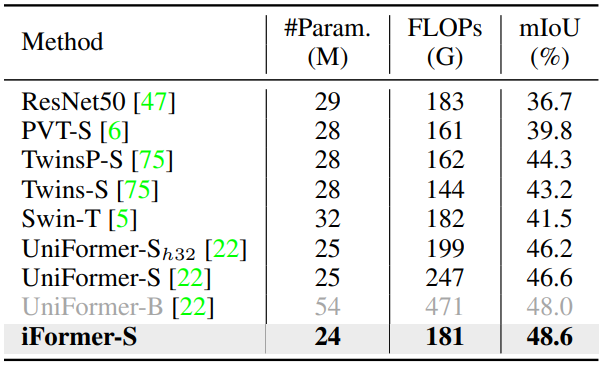 Method #Param. (M) FLOPs (G) mIoU (%)
ResNet50 [47] 29 183 36.7
PVT-S [6] 28 161 39.8
TwinsP-S [75] 28 162 44.3
Twins-S [75] 28 144 43.2
Swin-T [5] 32 182 41.5
UniFormer-Sh32 [22] 25 199 46.2
UniFormer-S [22] 25 247 46.6
UniFormer-B [22] 54 471 48.0
iFormer-S 24 181 48.6